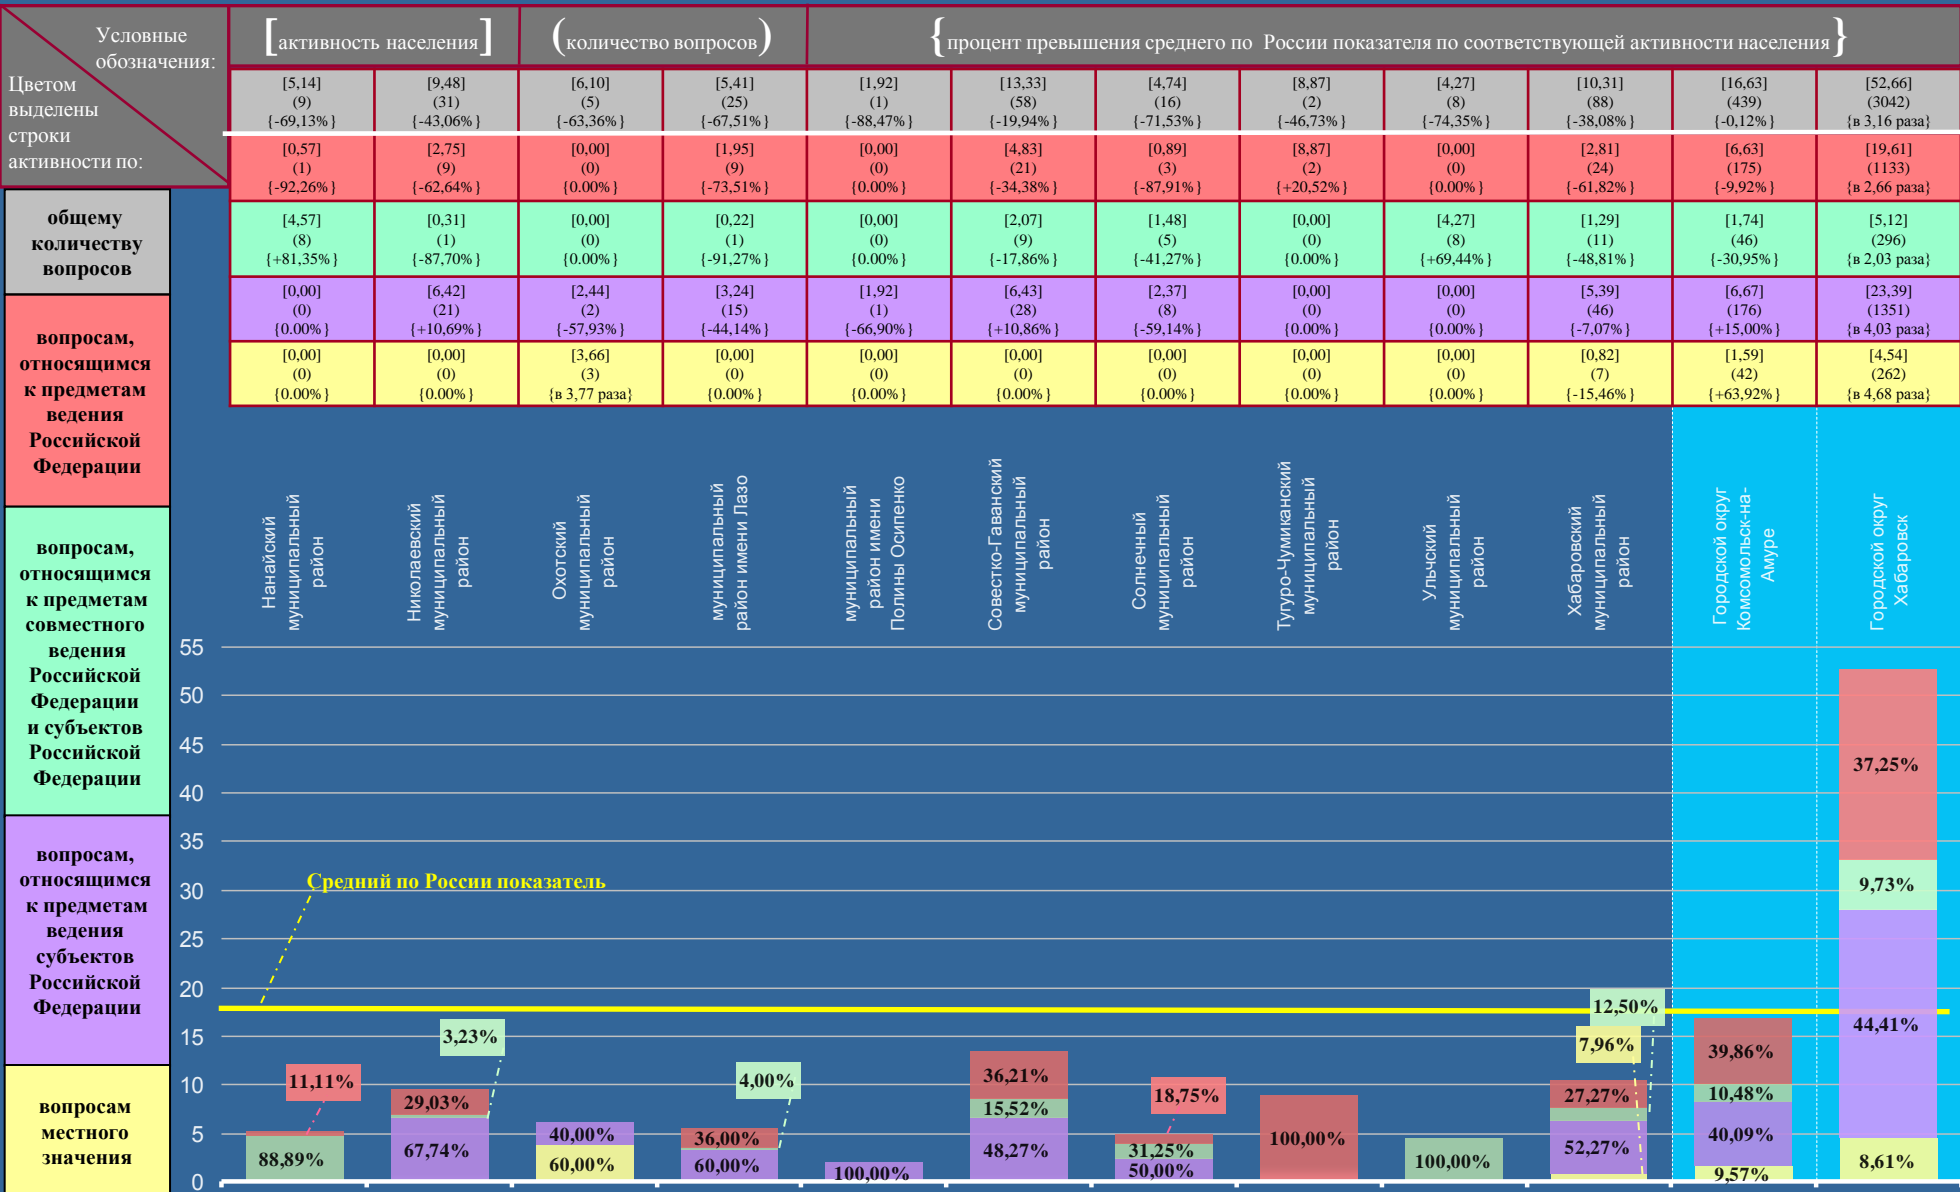 Условные
обозначения:
Цветом
выделены
строки
активности по:
[активность населения]
(количество вопросов)
{процент превышения среднего по России показателя по соответствующей активности населения}
[5,14] [9,48] [6,10] [5,41] [1,92] [13,33] [4,74] [8,87] [4,27] [10,31] [16,63] [52,66]
(9) (31) (5) (25) (1) (58) (16) (2) (8) (88) (439) (3042)
{-69,13%} {-43,06%} {-63,36%} {-67,51%} {-88,47%} {-19,94%} {-71,53%} {-46,73%} {-74,35%} {-38,08%} {-0,12%} {в 3,16 раза}
[0,57] [2,75] [0,00] [1,95] [0,00] [4,83] [0,89] [8,87] [0,00] [2,81] [6,63] [19,61]
(1) (9) (0) (9) (0) (21) (3) (2) (0) (24) (175) (1133)
{-92,26%} {-62,64%} {0.00%} {-73,51%} {0.00%} {-34,38%} {-87,91%} {+20,52%} {0.00%} {-61,82%} {-9,92%} {в 2,66 раза}
[4,57] [0,31] [0,00] [0,22] [0,00] [2,07] [1,48] [0,00] [4,27] [1,29] [1,74] [5,12]
(8) (1) (0) (1) (0) (9) (5) (0) (8) (11) (46) (296)
{+81,35%} {-87,70%} {0.00%} {-91,27%} {0.00%} {-17,86%} {-41,27%} {0.00%} {+69,44%} {-48,81%} {-30,95%} {в 2,03 раза}
[0,00] [6,42] [2,44] [3,24] [1,92] [6,43] [2,37] [0,00] [0,00] [5,39] [6,67] [23,39]
(0) (21) (2) (15) (1) (28) (8) (0) (0) (46) (176) (1351)
{0.00%} {+10,69%} {-57,93%} {-44,14%} {-66,90%} {+10,86%} {-59,14%} {0.00%} {0.00%} {-7,07%} {+15,00%} {в 4,03 раза}
[0,00] [0,00] [3,66] [0,00] [0,00] [0,00] [0,00] [0,00] [0,00] [0,82] [1,59] [4,54]
(0) (0) (3) (0) (0) (0) (0) (0) (0) (7) (42) (262)
{0.00%} {0.00%} {в 3,77 раза} {0.00%} {0.00%} {0.00%} {0.00%} {0.00%} {0.00%} {-15,46%} {+63,92%} {в 4,68 раза}
общему
количеству
вопросов
вопросам,
относящимся
к предметам
ведения
Российской
Федерации
вопросам,
относящимся
к предметам
совместного
ведения
Российской
Федерации
и субъектов
Российской
Федерации
вопросам,
относящимся
к предметам
ведения
субъектов
Российской
Федерации
вопросам
местного
значения
Нанайский
муниципальный
район
Николаевский
муниципальный
район
Охотский
муниципальный
район
муниципальный
район имени Лазо
муниципальный
район имени
Полины Осипенко
Совестко-Гаванский
муниципальный
район
Солнечный
муниципальный
район
Тугуро-Чумиканский
муниципальный
район
Ульчский
муниципальный
район
Хабаровский
муниципальный
район
Городской округ
Комсомольск-на-
Амуре
Городской округ
Хабаровск
55
50
45
40
35
30
25
20
15
10
5
0
Средний по России показатель
11,11%
88,89%
3,23%
29,03%
67,74%
40,00%
60,00%
4,00%
36,00%
60,00%
100,00%
36,21%
15,52%
48,27%
18,75%
31,25%
50,00%
100,00%
100,00%
12,50%
7,96%
27,27%
52,27%
39,86%
10,48%
40,09%
9,57%
37,25%
9,73%
44,41%
8,61%